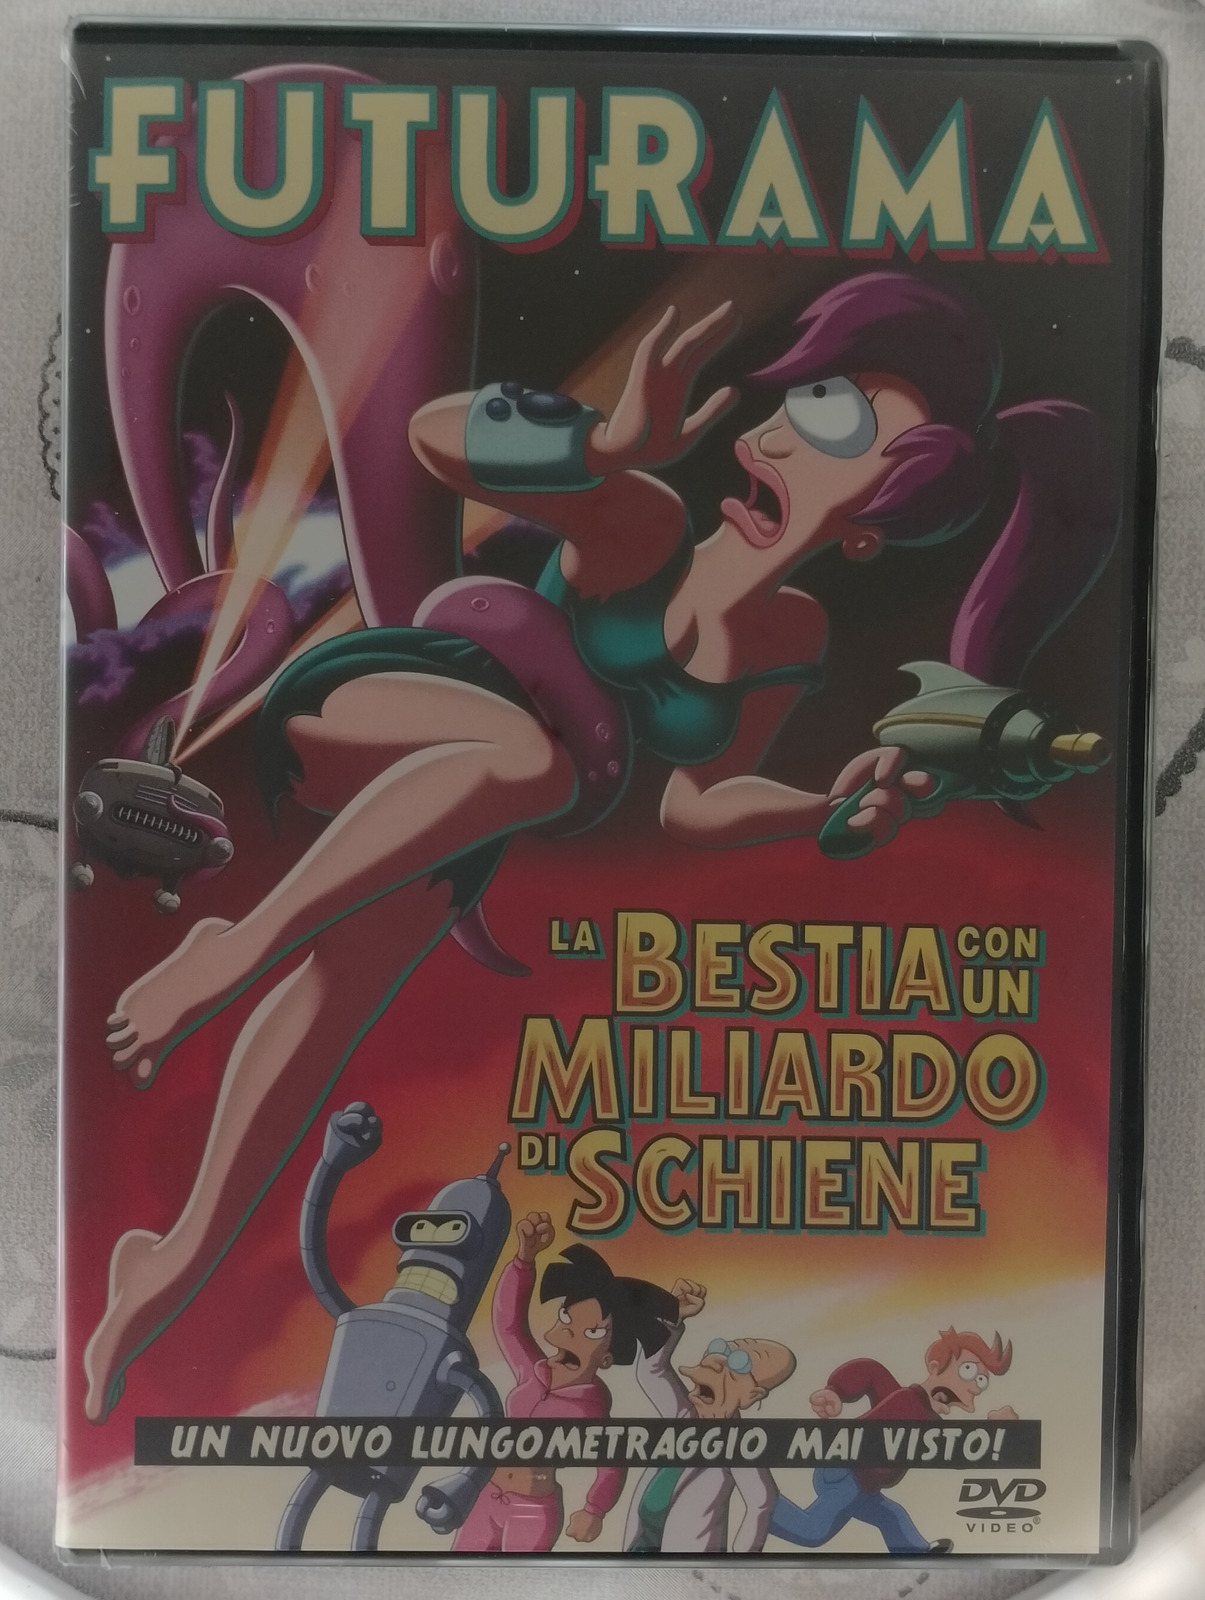 FUTURAMA
LA BESTIA CON UN
MILIARDO
DI SCHIENE
UN NUOVO LUNGOMETRAGGIO MAI VISTO!
DVD
VIDEO